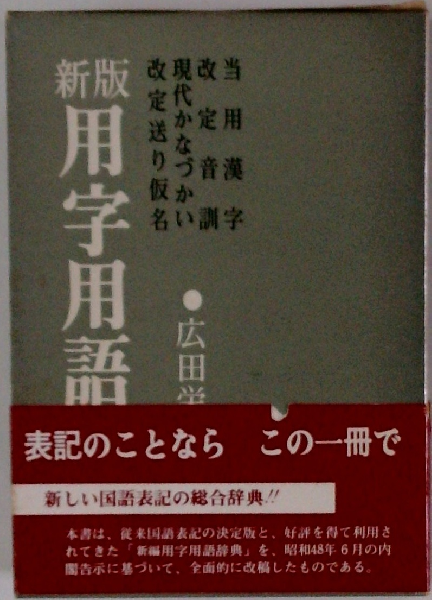 当用漢字
改定音訓
現代かなづかい
改定送り仮名
新版
用字用語
●広田栄
表記のことなら この一冊で
新しい国語表記の総合辞典!!
本書は、従来国語表記の決定版と、好評を得て利用さ
れてきた「新編用字用語辞典」を、昭和48年6月の内
閣告示に基づいて、全面的に改稿したものである。